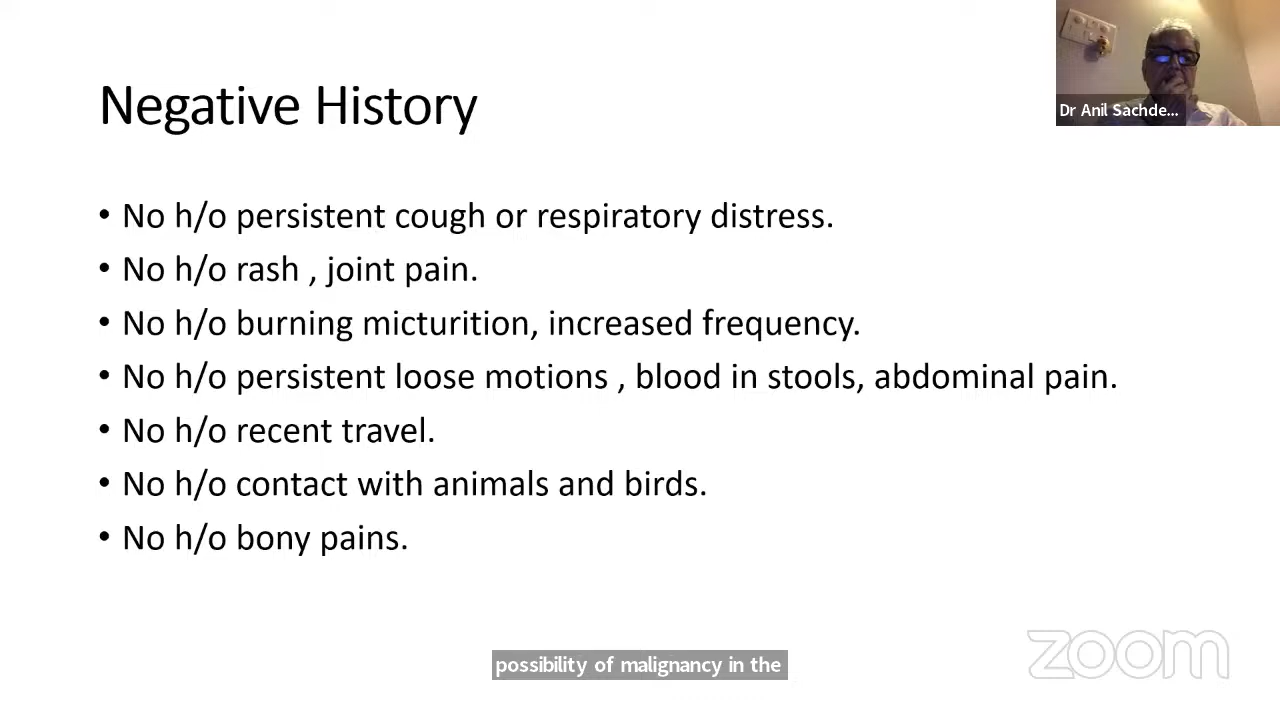 Dr Anil Sachde...
Negative History
• No h/o persistent cough or respiratory distress.
• No h/o rash , joint pain.
• No h/o burning micturition, increased frequency.
• No h/o persistent loose motions , blood in stools, abdominal pain.
• No h/o recent travel.
• No h/o contact with animals and birds.
• No h/o bony pains.
possibility of malignancy in the
zoom